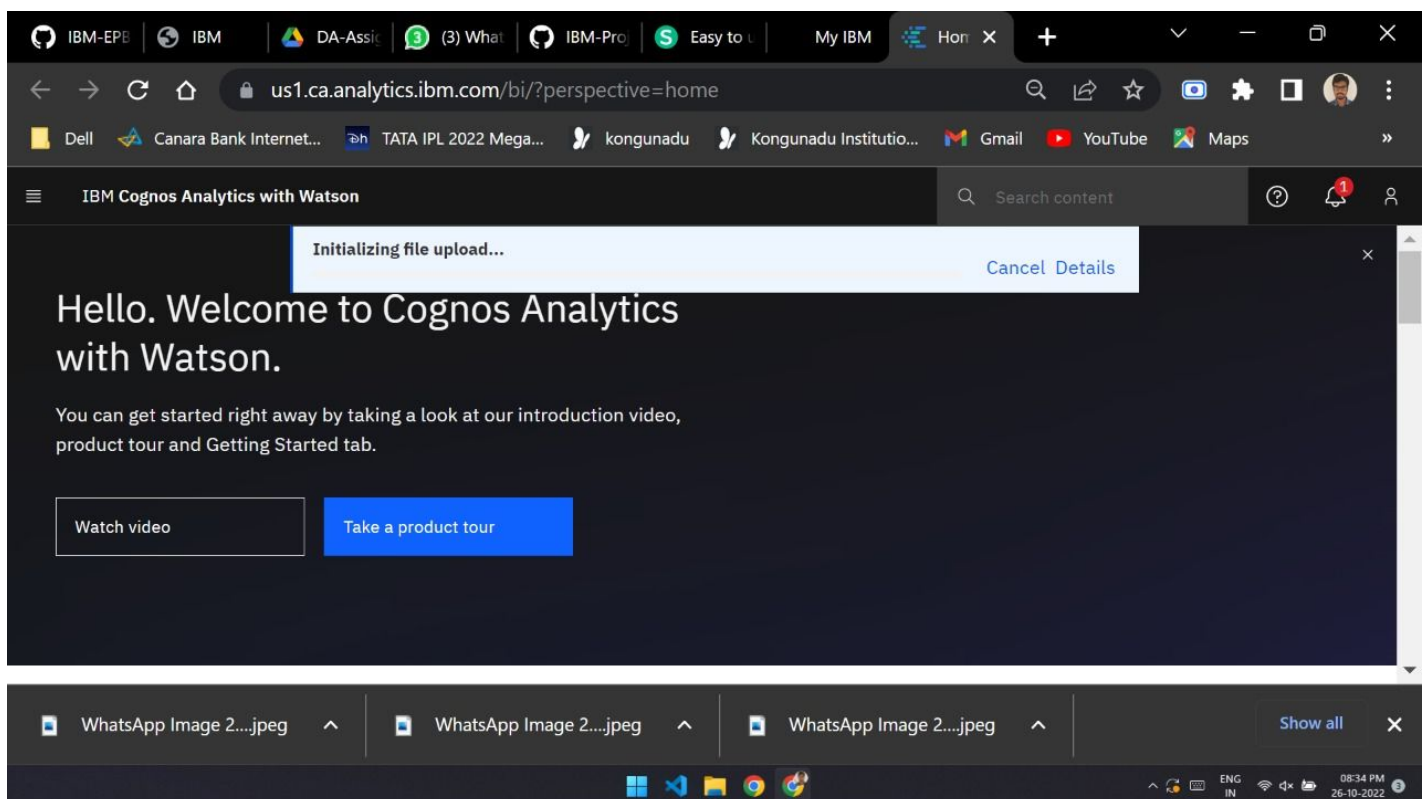 IBM-EPB IBM DA-Assig 3 (3) What IBM-Proj S Easy to u My IBM Hom
us1.ca.analytics.ibm.com/bi/?perspective=home
Dell Canara Bank Internet... Dh TATA IPL 2022 Mega... kongunadu Kongunadu Institutio... Gmail YouTube Maps »
IBM Cognos Analytics with Watson Search content 1
Initializing file upload...
Cancel Details
Hello. Welcome to Cognos Analytics
with Watson.
You can get started right away by taking a look at our introduction video,
product tour and Getting Started tab.
Watch video Take a product tour
WhatsApp Image 2....jpeg WhatsApp Image 2....jpeg WhatsApp Image 2....jpeg Show all
ENG 08:34 PM
IN 26-10-2022 3